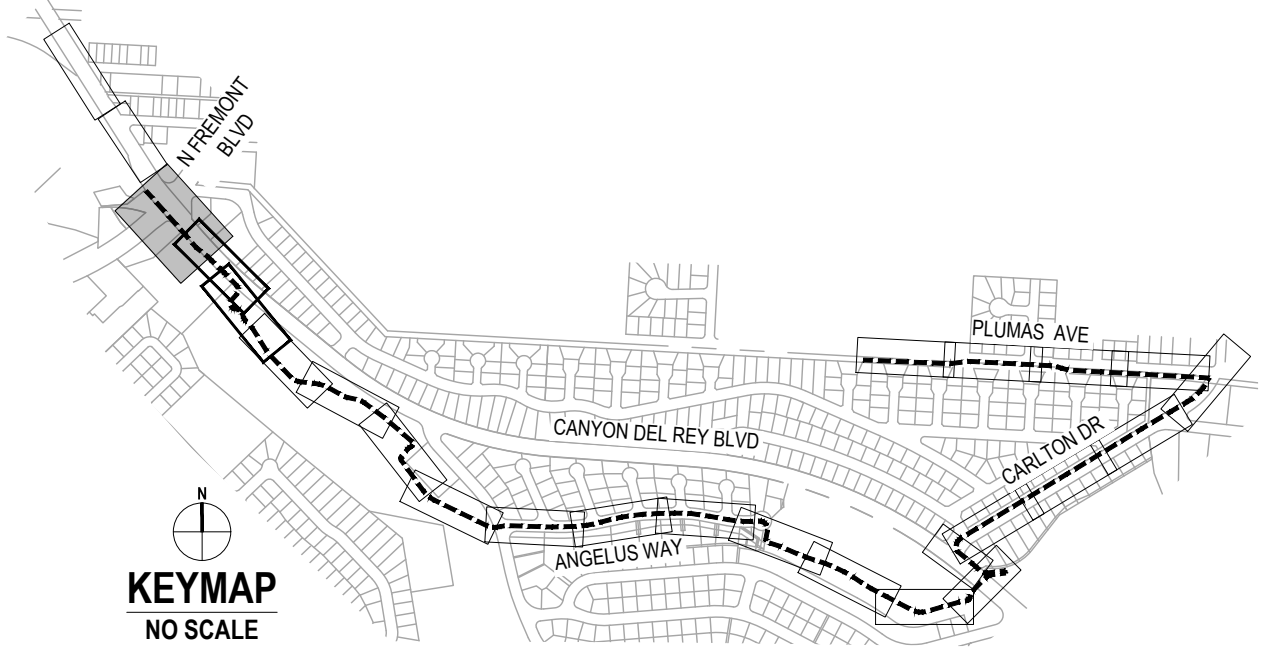 N FREMONT
BLVD
PLUMAS AVE
CANYON DEL REY BLVD
CARLTON DR
ANGELUS WAY
N
KEYMAP
NO SCALE